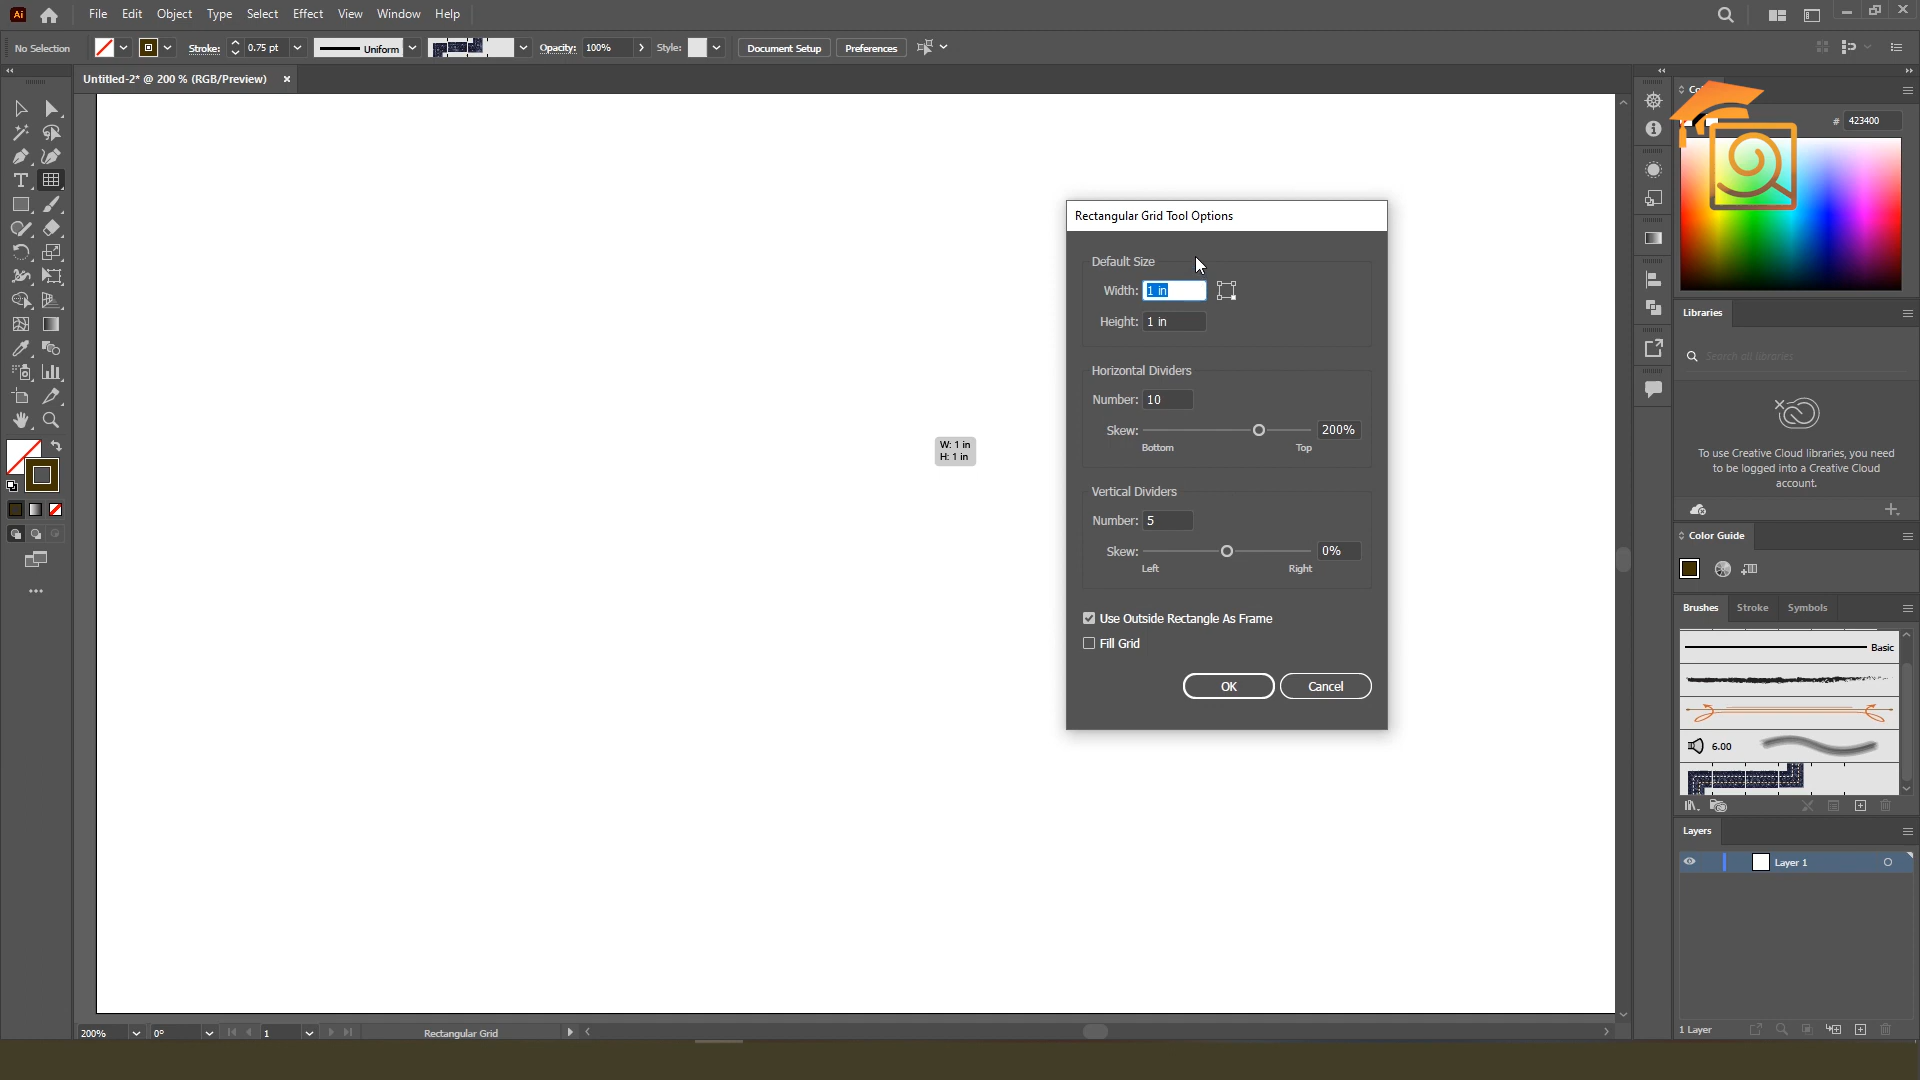 Ai File Edit Object Type Select Effect View Window Help
No Selection Stroke: 0.75 pt Uniform Opacity: 100% Style: Document Setup Preferences
Untitled-2* @ 200 % (RGB/Preview)
# 423400
Rectangular Grid Tool Options
Default Size
Width: 1 in
Height: 1 in
Horizontal Dividers
Number: 10
Skew: 200%
Bottom Top
Vertical Dividers
Number: 5
Skew: 0%
Left Right
Use Outside Rectangle As Frame
Fill Grid
OK Cancel
W: 1 in
H: 1 in
Libraries
Search all libraries
To use Creative Cloud libraries, you need
to be logged into a Creative Cloud
account.
Color Guide
Brushes Stroke Symbols
Basic
6.00
Layers
Layer 1
1 Layer
200% 0° 1 Rectangular Grid